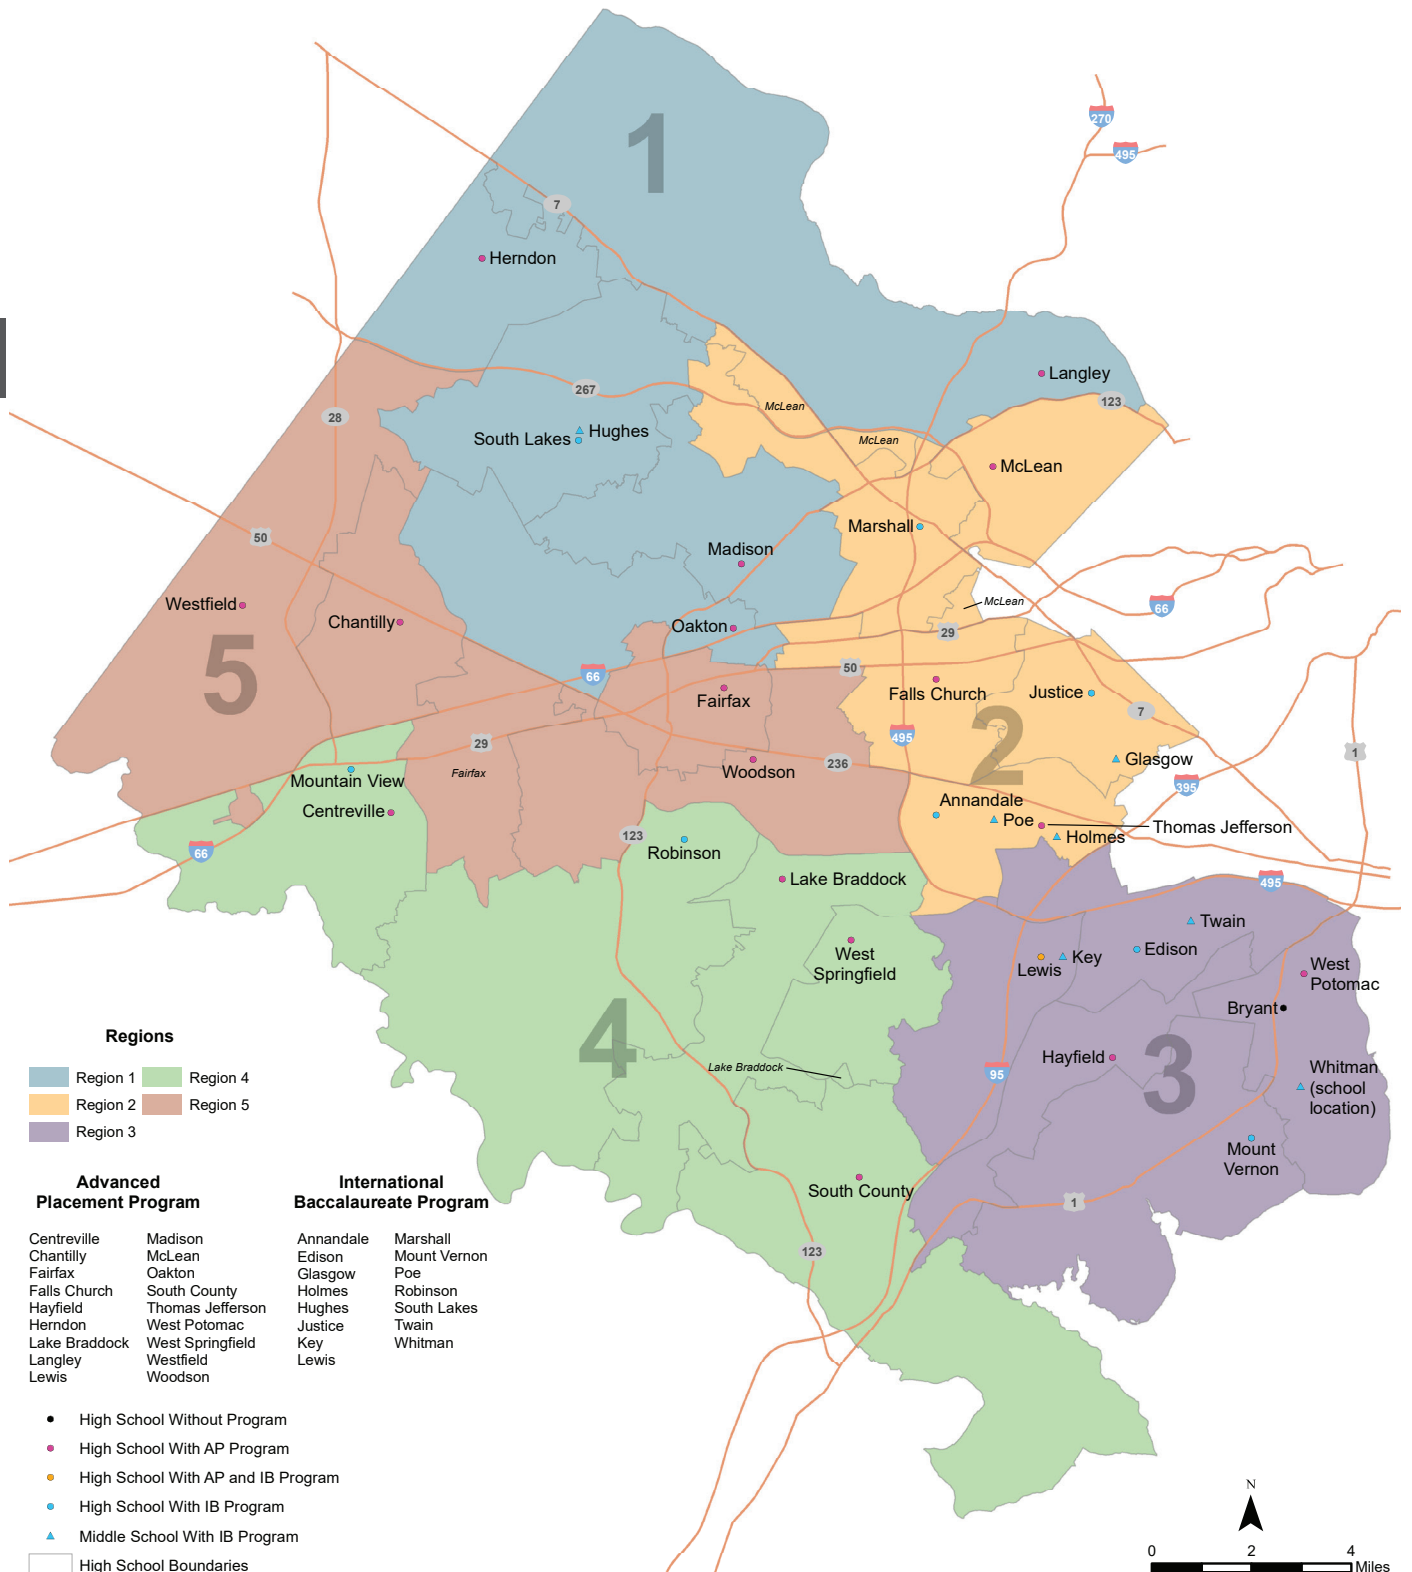 1
270
495
7
Herndon
Langley
123
267
28
McLean
Hughes
South Lakes
McLean
McLean
50
Marshall
Madison
Westfield
Chantilly
McLean
66
Oakton
29
5
66
50
Fairfax
Falls Church
Justice
2
7
495
29
1
236
Woodson
Glasgow
Fairfax
Mountain View
395
Centreville
Annandale
Poe
Thomas Jefferson
Holmes
123
Robinson
66
Lake Braddock
495
Twain
West
Springfield
Edison
Lewis
Key
West
Potomac
Bryant
4
Hayfield
3
Lake Braddock
95
Whitman
(school
location)
Mount
Vernon
South County
1
123
Regions
Region 1
Region 4
Region 2
Region 5
Region 3
Advanced
Placement Program
Centreville
Chantilly
Fairfax
Falls Church
Hayfield
Herndon
Lake Braddock
Langley
Lewis
Madison
McLean
Oakton
South County
Thomas Jefferson
West Potomac
West Springfield
Westfield
Woodson
International
Baccalaureate Program
Annandale
Edison
Glasgow
Holmes
Hughes
Justice
Key
Lewis
Marshall
Mount Vernon
Poe
Robinson
South Lakes
Twain
Whitman
High School Without Program
High School With AP Program
High School With AP and IB Program
High School With IB Program
Middle School With IB Program
High School Boundaries
N
0 2 4
Miles